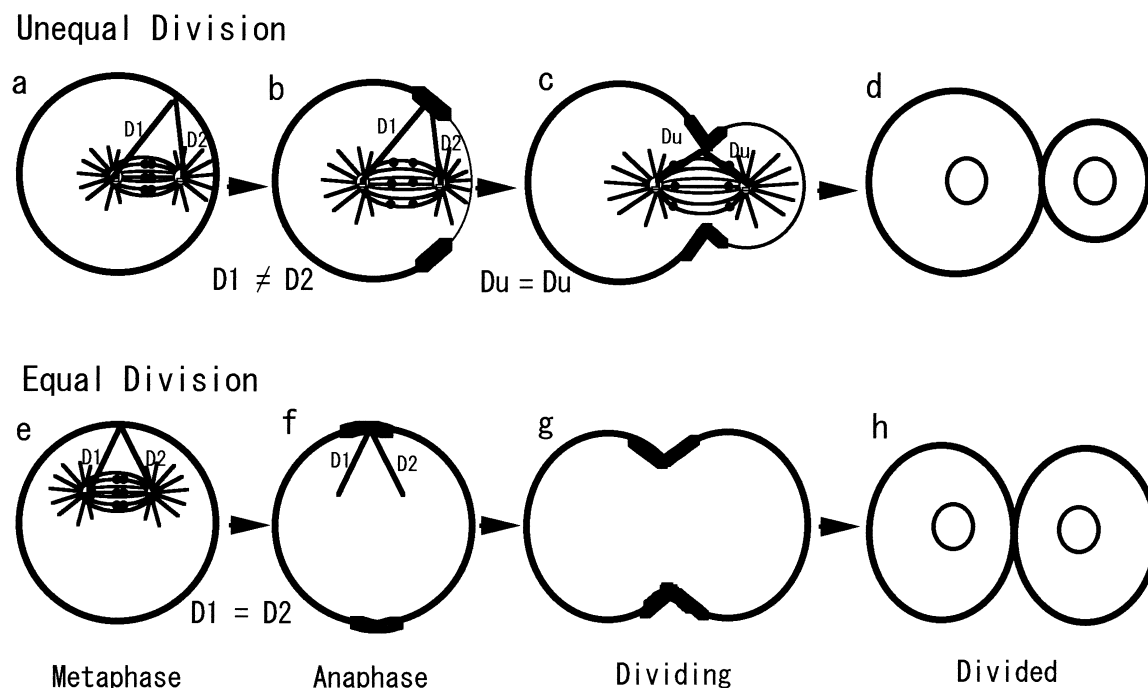 Unequal Division
a b c d
D1 D2 D1 D2 Du Du
D1 ≠ D2 Du = Du
Equal Division
e f g h
D1 D2 D1 D2
D1 = D2
Metaphase Anaphase Dividing Divided